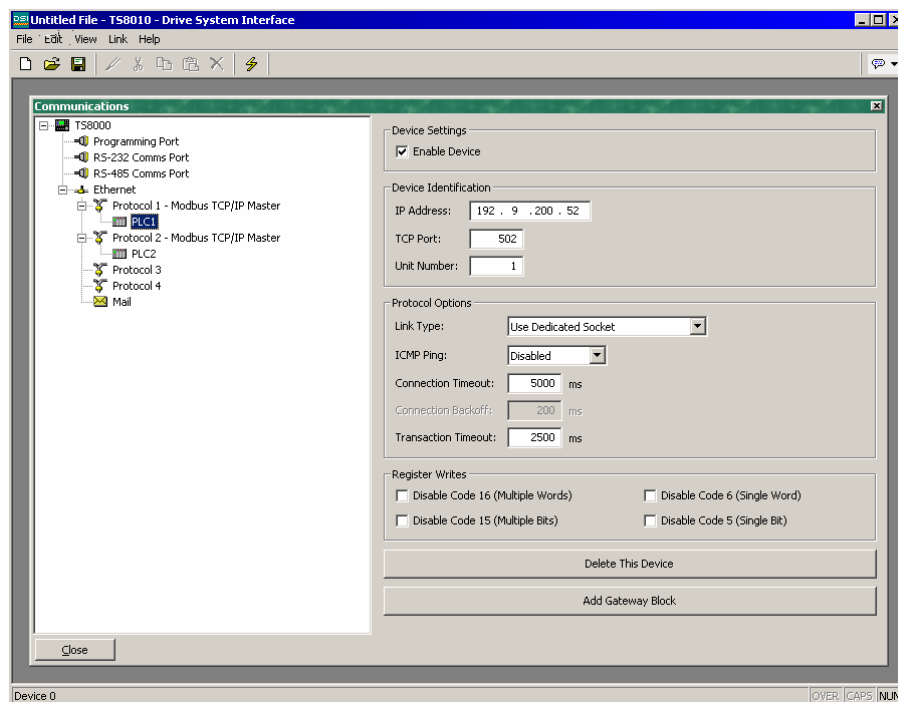 Untitled File - TS8010 - Drive System Interface
File Edit View Link Help
Communications
TS8000
Programming Port
RS-232 Comms Port
RS-485 Comms Port
Ethernet
Protocol 1 - Modbus TCP/IP Master
PLC1
Protocol 2 - Modbus TCP/IP Master
PLC2
Protocol 3
Protocol 4
Mail
Close
Device Settings
Enable Device
Device Identification
IP Address: 192 . 9 .200 . 52
TCP Port: 502
Unit Number: 1
Protocol Options
Link Type: Use Dedicated Socket
ICMP Ping: Disabled
Connection Timeout: 5000 ms
Connection Backoff: 200 ms
Transaction Timeout: 2500 ms
Register Writes
Disable Code 16 (Multiple Words) Disable Code 6 (Single Word)
Disable Code 15 (Multiple Bits) Disable Code 5 (Single Bit)
Delete This Device
Add Gateway Block
Device 0 OVER CAPS NUM